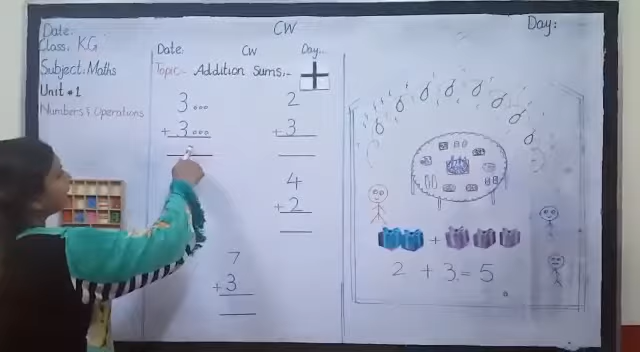 CW
Date:
Class: KG
Subject: Maths
Unit #1
Numbers & Operations
Day:
Date: CW Day:
Topic:- Addition Sums:- +
3
+ 3
2
+ 3
4
+ 2
7
+ 3
+
2 + 3 = 5